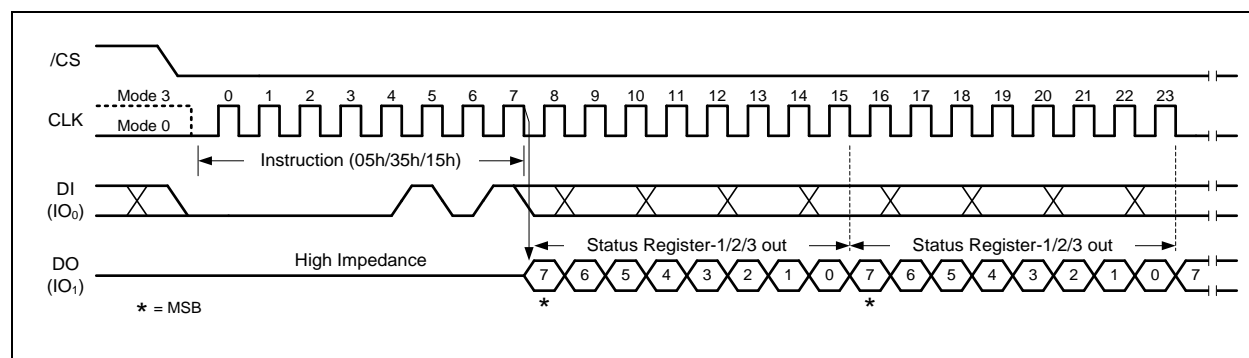 /CS
Mode 3
0 1 2 3 4 5 6 7 8 9 10 11 12 13 14 15 16 17 18 19 20 21 22 23
CLK
Mode 0
Instruction (05h/35h/15h)
DI
(IO₀)
Status Register-1/2/3 out Status Register-1/2/3 out
High Impedance
DO
7 6 5 4 3 2 1 0 7 6 5 4 3 2 1 0 7
(IO₁)
* *
* = MSB